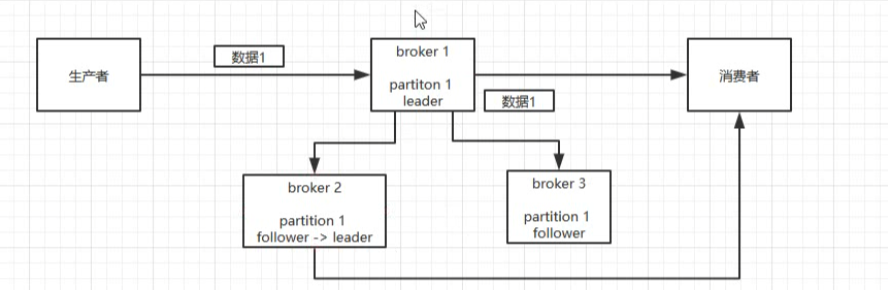 生产者
数据1
broker 1
partiton 1
leader
数据1
消费者
broker 2
partition 1
follower -> leader
broker 3
partition 1
follower